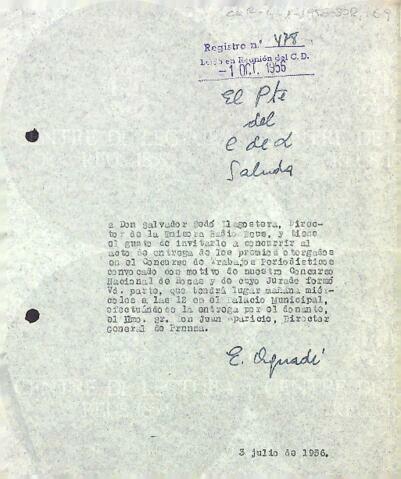 Registro n.º 478
Leído en Reunión del C.D.
-1 OCT. 1956
El Pte
del
C de L
Saluda
a Don Salvador Sedó Llagostera, Direc-
tor de la Emisora Radio Reus, y tiene
el gusto de invitarle a concurrir al
acto de entrega de los premios otorgados
en el Concurso de Trabajos Periodísticos
convocado con motivo de nuestro Concurso
Nacional de Rosas y de cuyo Jurado formó
Vd. parte, que tendrá lugar mañana miér-
coles a las 12 en el Palacio Municipal,
efectuándose la entrega por el donante,
el Ilmo. Sr. Don Juan Aparicio, Director
general de Prensa.
E. Aguadé
3 julio de 1956.